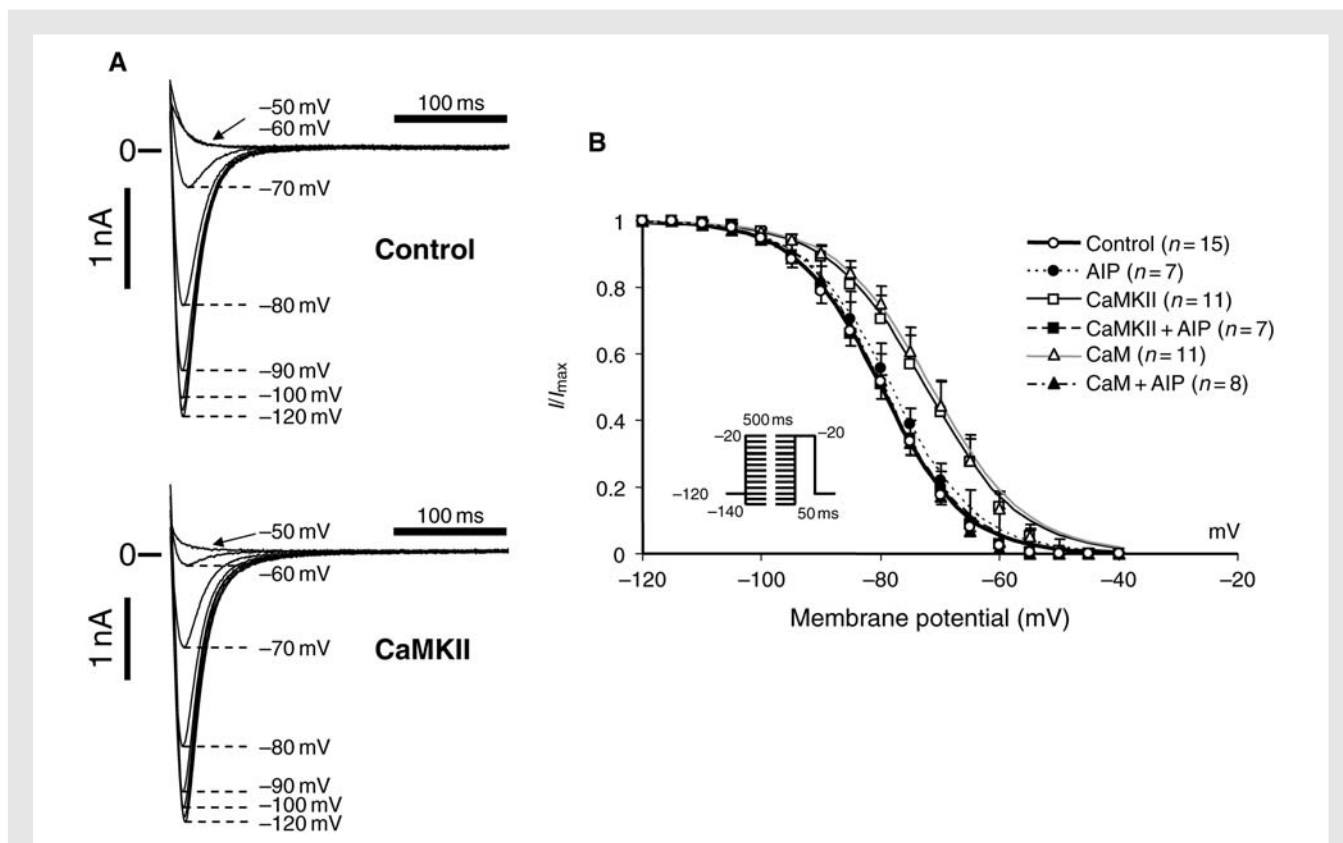 A
–50 mV
–60 mV
100 ms
0
–70 mV
1 nA
Control
–80 mV
–90 mV
–100 mV
–120 mV
–50 mV
100 ms
0
–60 mV
1 nA
–70 mV
CaMKII
–80 mV
–90 mV
–100 mV
–120 mV
B
1
0.8
0.6
0.4
0.2
0
I/Imax
Control (n = 15)
AIP (n = 7)
CaMKII (n = 11)
CaMKII + AIP (n = 7)
CaM (n = 11)
CaM + AIP (n = 8)
500 ms
–20
–20
–120
–140
50 ms
mV
–120
–100
–80
–60
–40
–20
Membrane potential (mV)